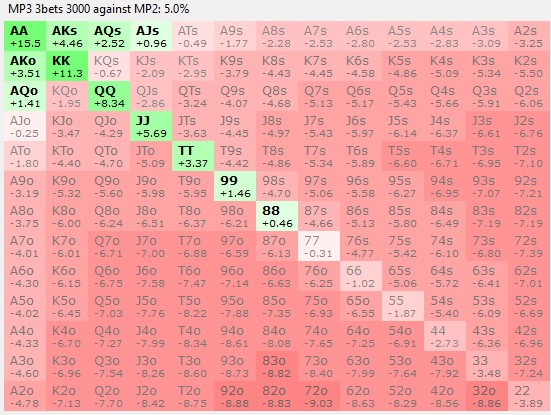 MP3 3bets 3000 against MP2: 5.0%
AA AKs AQs AJs ATs A9s A8s A7s A6s A5s A4s A3s A2s
+15.5 +4.46 +2.52 +0.96 -0.49 -1.77 -2.28 -2.53 -2.80 -2.53 -2.83 -3.09 -3.25
AKo KK KQs KJs KTs K9s K8s K7s K6s K5s K4s K3s K2s
+3.51 +11.3 -0.67 -2.09 -2.95 -3.79 -4.43 -4.45 -4.58 -4.86 -5.09 -5.34 -5.50
AQo KQo QQ QJs QTs Q9s Q8s Q7s Q6s Q5s Q4s Q3s Q2s
+1.41 -1.95 +8.34 -2.86 -3.24 -4.07 -4.68 -5.13 -5.17 -5.43 -5.66 -5.91 -6.06
AJo KJo QJo JJ JTs J9s J8s J7s J6s J5s J4s J3s J2s
-0.25 -3.47 -4.29 +5.69 -3.63 -4.45 -4.97 -5.43 -5.97 -6.14 -6.37 -6.61 -6.76
ATo KTo QTo JTo TT T9s T8s T7s T6s T5s T4s T3s T2s
-1.80 -4.40 -4.70 -5.09 +3.37 -4.42 -4.86 -5.34 -5.89 -6.60 -6.71 -6.95 -7.10
A9o K9o Q9o J9o T9o 99 98s 97s 96s 95s 94s 93s 92s
-3.19 -5.32 -5.60 -5.98 -5.95 +1.46 -4.70 -5.06 -5.58 -6.27 -6.95 -7.07 -7.21
A8o K8o Q8o J8o T8o 98o 88 87s 86s 85s 84s 83s 82s
-3.75 -6.00 -6.24 -6.51 -6.37 -6.21 +0.46 -4.66 -5.13 -5.80 -6.49 -7.19 -7.19
A7o K7o Q7o J7o T7o 97o 87o 77 76s 75s 74s 73s 72s
-4.01 -6.01 -6.71 -7.00 -6.88 -6.59 -6.13 -0.31 -4.77 -5.42 -6.10 -6.80 -7.39
A6o K6o Q6o J6o T6o 96o 86o 76o 66 65s 64s 63s 62s
-4.30 -6.15 -6.75 -7.58 -7.47 -7.14 -6.63 -6.25 -1.02 -5.06 -5.72 -6.41 -7.01
A5o K5o Q5o J5o T5o 95o 85o 75o 65o 55 54s 53s 52s
-4.02 -6.45 -7.03 -7.76 -8.22 -7.88 -7.35 -6.93 -6.55 -1.87 -5.40 -6.09 -6.69
A4o K4o Q4o J4o T4o 94o 84o 74o 64o 54o 44 43s 42s
-4.33 -6.70 -7.27 -7.99 -8.34 -8.61 -8.08 -7.65 -7.25 -6.91 -2.73 -6.36 -6.96
A3o K3o Q3o J3o T3o 93o 83o 73o 63o 53o 43o 33 32s
-4.60 -6.96 -7.54 -8.26 -8.60 -8.73 -8.82 -8.40 -7.99 -7.64 -7.92 -3.48 -7.24
A2o K2o Q2o J2o T2o 92o 82o 72o 62o 52o 42o 32o 22
-4.78 -7.13 -7.70 -8.42 -8.75 -8.88 -8.83 -9.03 -8.62 -8.29 -8.56 -8.86 -3.89